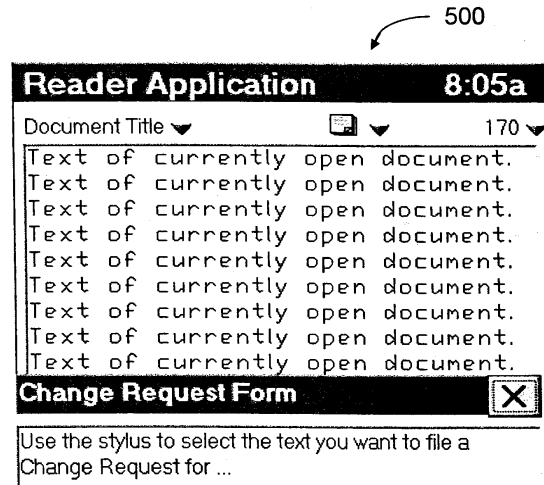 500
Reader Application 8:05a
Document Title 170
Text of currently open document.
Text of currently open document.
Text of currently open document.
Text of currently open document.
Text of currently open document.
Text of currently open document.
Text of currently open document.
Text of currently open document.
Text of currently open document.
Change Request Form
Use the stylus to select the text you want to file a
Change Request for ...